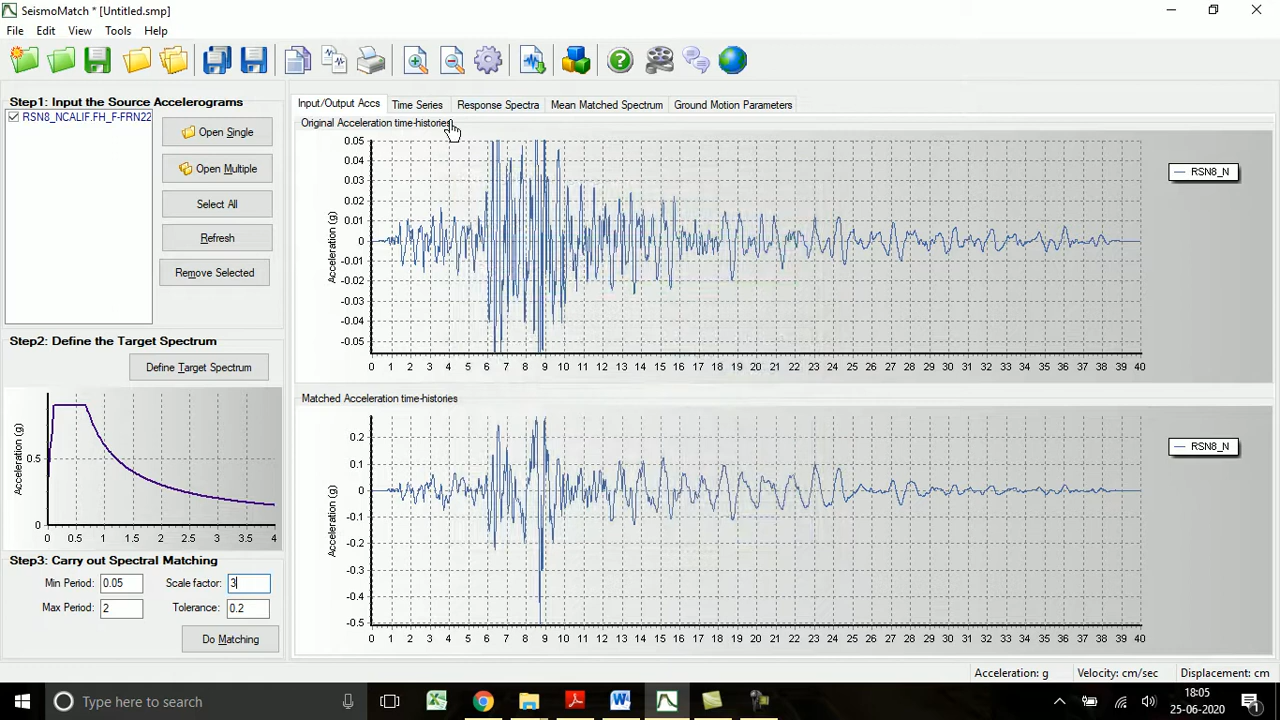 SeismoMatch * [Untitled.smp]
File Edit View Tools Help
Step1: Input the Source Accelerograms
RSN8_NCALIF.FH_F-FRN22
Open Single
Open Multiple
Select All
Refresh
Remove Selected
Step2: Define the Target Spectrum
Define Target Spectrum
Acceleration (g)
0.5
0
0 0.5 1 1.5 2 2.5 3 3.5 4
Step3: Carry out Spectral Matching
Min Period: 0.05 Scale factor: 3
Max Period: 2 Tolerance: 0.2
Do Matching
Input/Output Accs Time Series Response Spectra Mean Matched Spectrum Ground Motion Parameters
Original Acceleration time-histories
Acceleration (g)
0.05
0.04
0.03
0.02
0.01
0
-0.01
-0.02
-0.03
-0.04
-0.05
0 1 2 3 4 5 6 7 8 9 10 11 12 13 14 15 16 17 18 19 20 21 22 23 24 25 26 27 28 29 30 31 32 33 34 35 36 37 38 39 40
RSN8_N
Matched Acceleration time-histories
Acceleration (g)
0.2
0.1
0
-0.1
-0.2
-0.3
-0.4
-0.5
0 1 2 3 4 5 6 7 8 9 10 11 12 13 14 15 16 17 18 19 20 21 22 23 24 25 26 27 28 29 30 31 32 33 34 35 36 37 38 39 40
RSN8_N
Acceleration: g Velocity: cm/sec Displacement: cm
Type here to search
18:05
25-06-2020
1